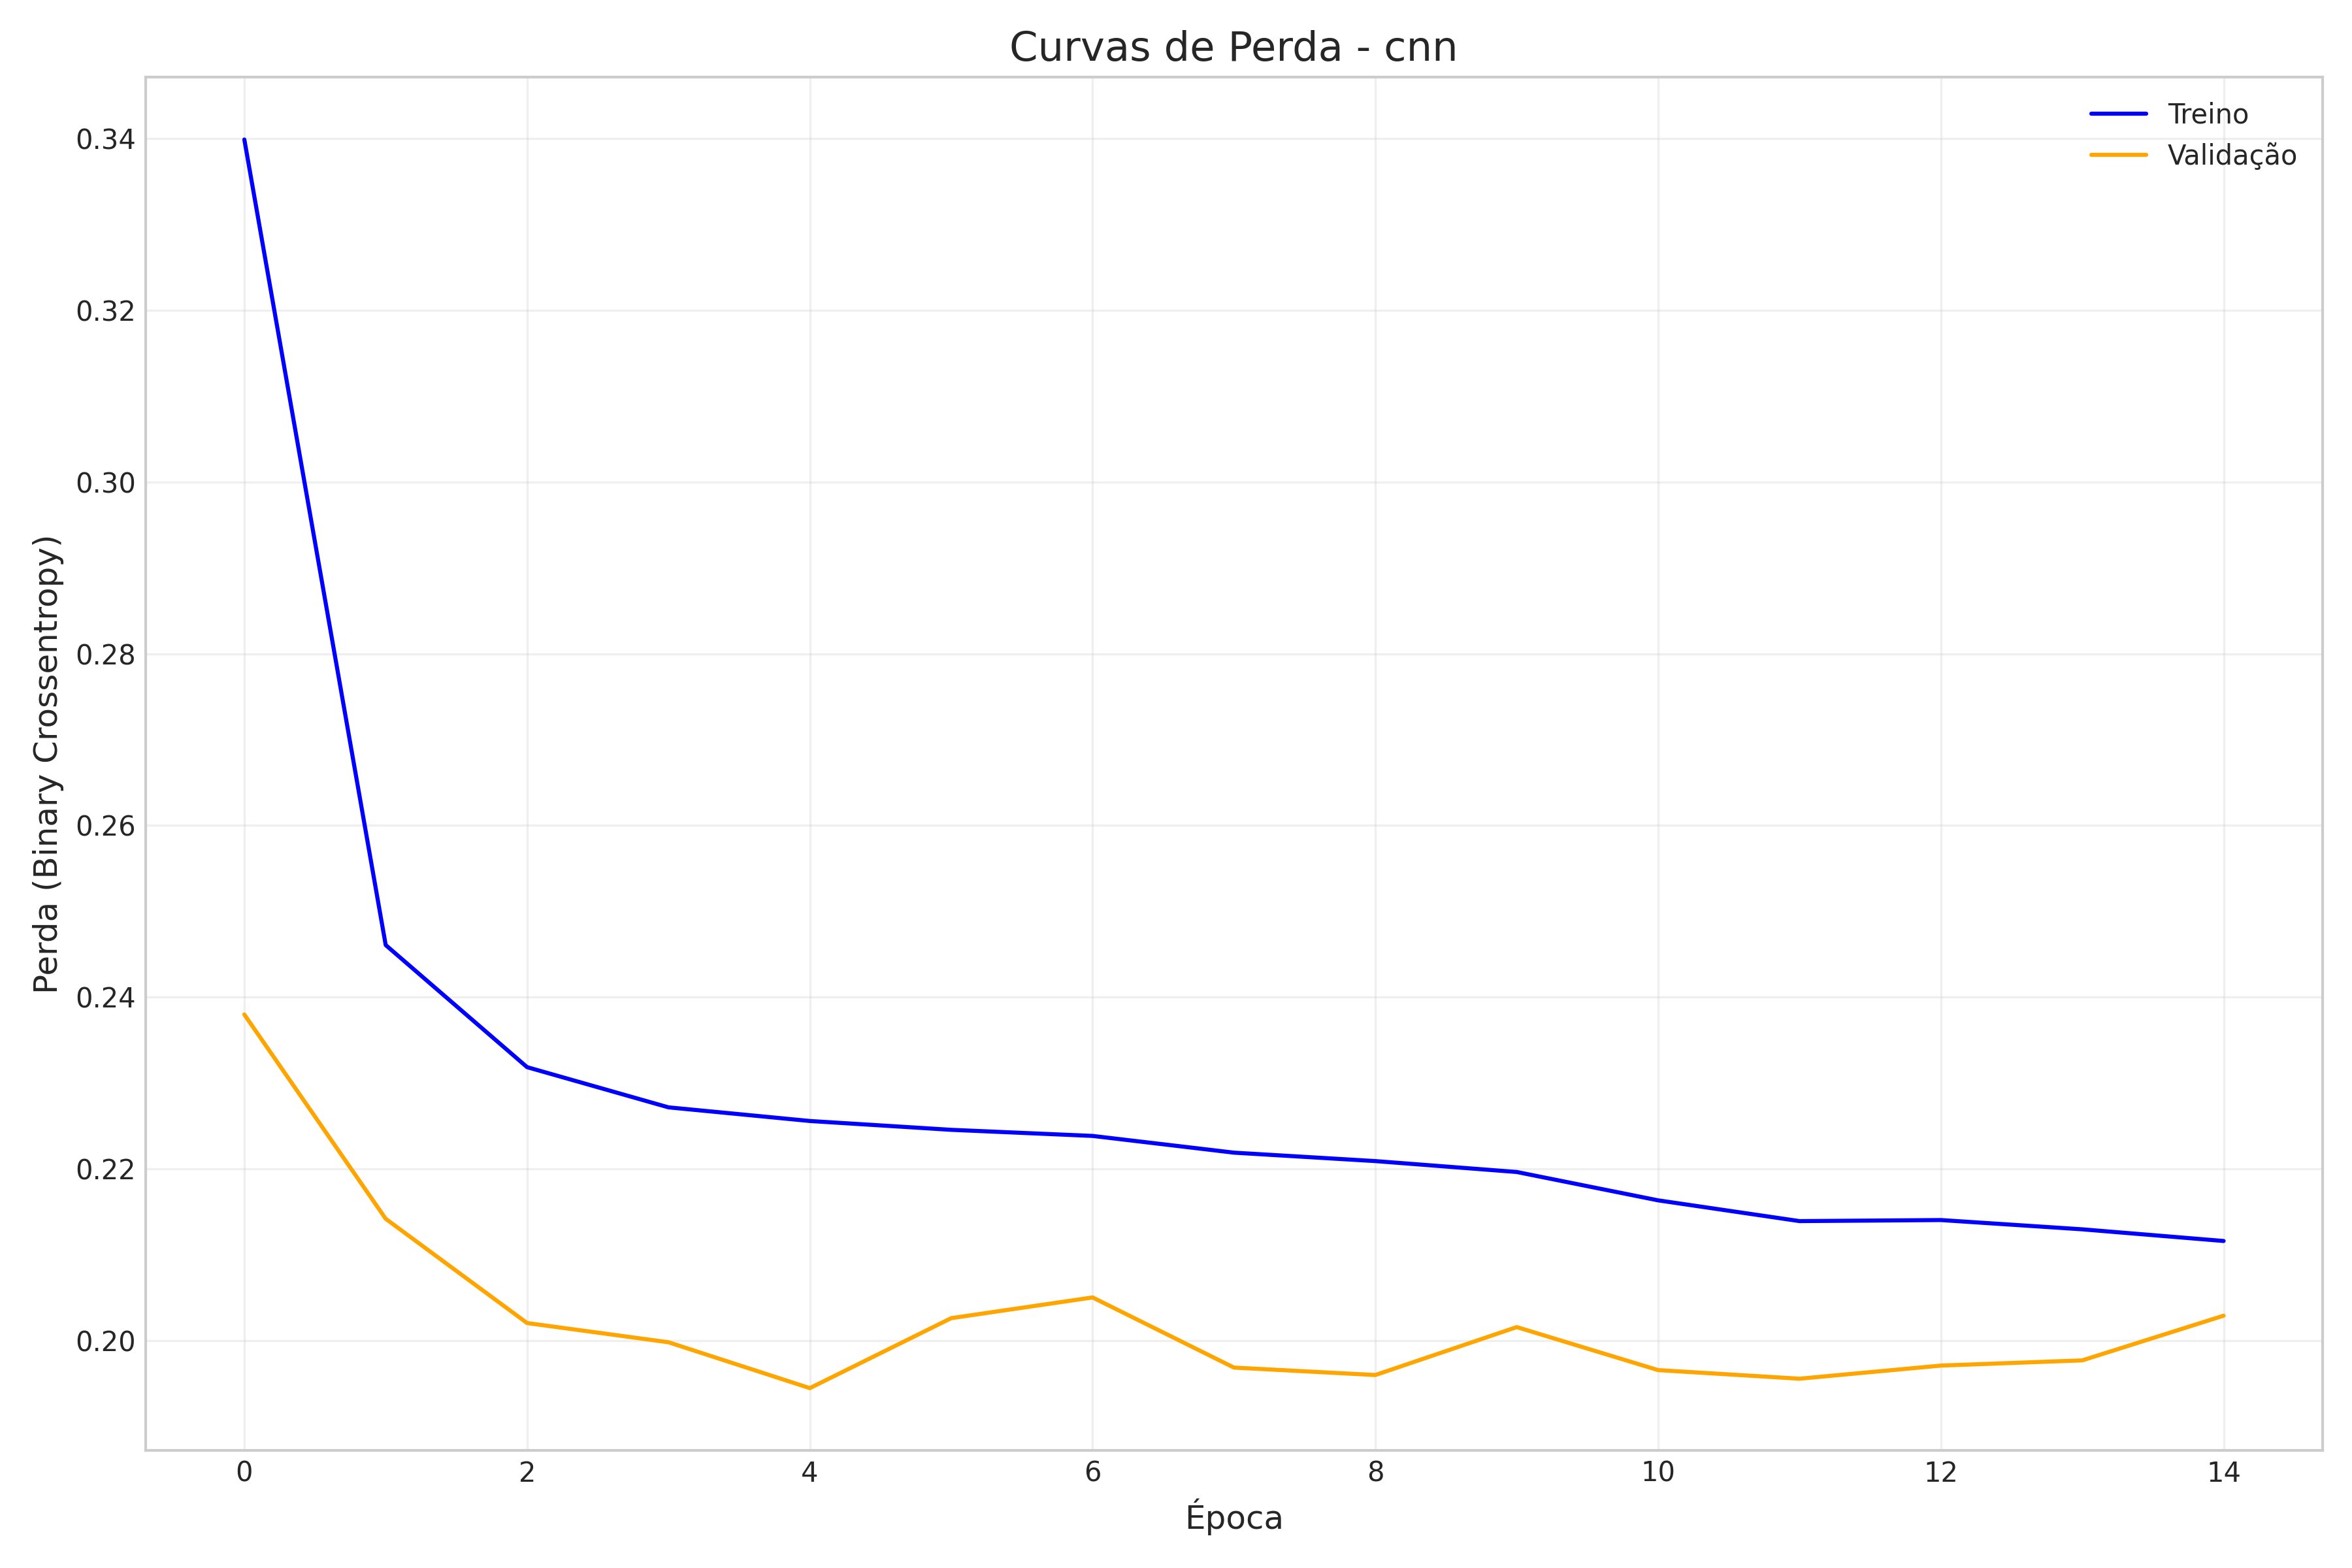 Curvas de Perda - cnn
Treino
Validação
0.34
0.32
0.30
0.28
0.26
0.24
0.22
0.20
Perda (Binary Crossentropy)
0 2 4 6 8 10 12 14
Época